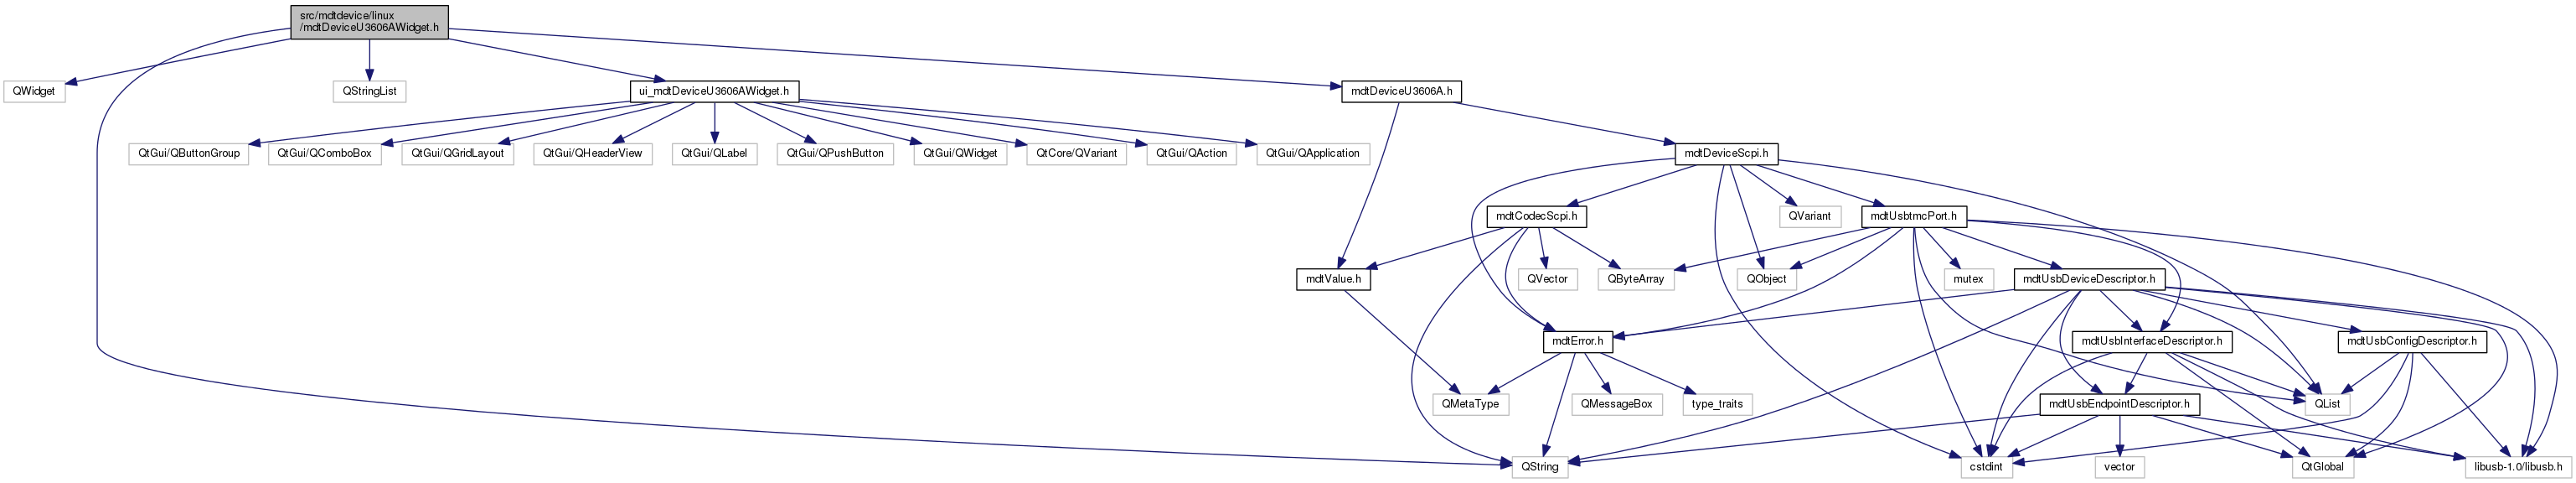 src/mdtdevice/linux
/mdtDeviceU3606AWidget.h
QWidget
QStringList
ui_mdtDeviceU3606AWidget.h
mdtDeviceU3606A.h
QtGui/QButtonGroup
QtGui/QComboBox
QtGui/QGridLayout
QtGui/QHeaderView
QtGui/QLabel
QtGui/QPushButton
QtGui/QWidget
QtCore/QVariant
QtGui/QAction
QtGui/QApplication
mdtDeviceScpi.h
mdtCodecScpi.h
QVariant
mdtUsbtmcPort.h
mdtValue.h
QVector
QByteArray
QObject
mutex
mdtUsbDeviceDescriptor.h
mdtError.h
mdtUsbInterfaceDescriptor.h
mdtUsbConfigDescriptor.h
QMetaType
QMessageBox
type_traits
mdtUsbEndpointDescriptor.h
QList
QString
cstdint
vector
QtGlobal
libusb-1.0/libusb.h